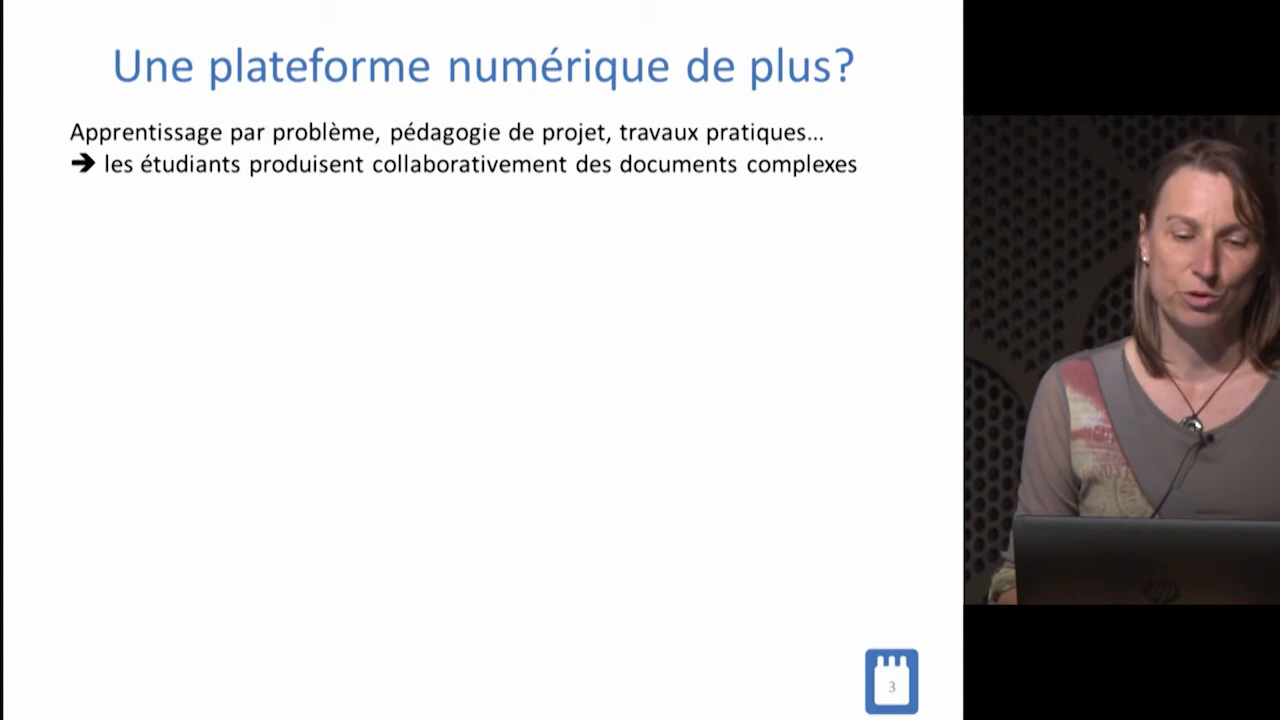 Une plateforme numérique de plus?
Apprentissage par problème, pédagogie de projet, travaux pratiques...
➔ les étudiants produisent collaborativement des documents complexes
3
hp